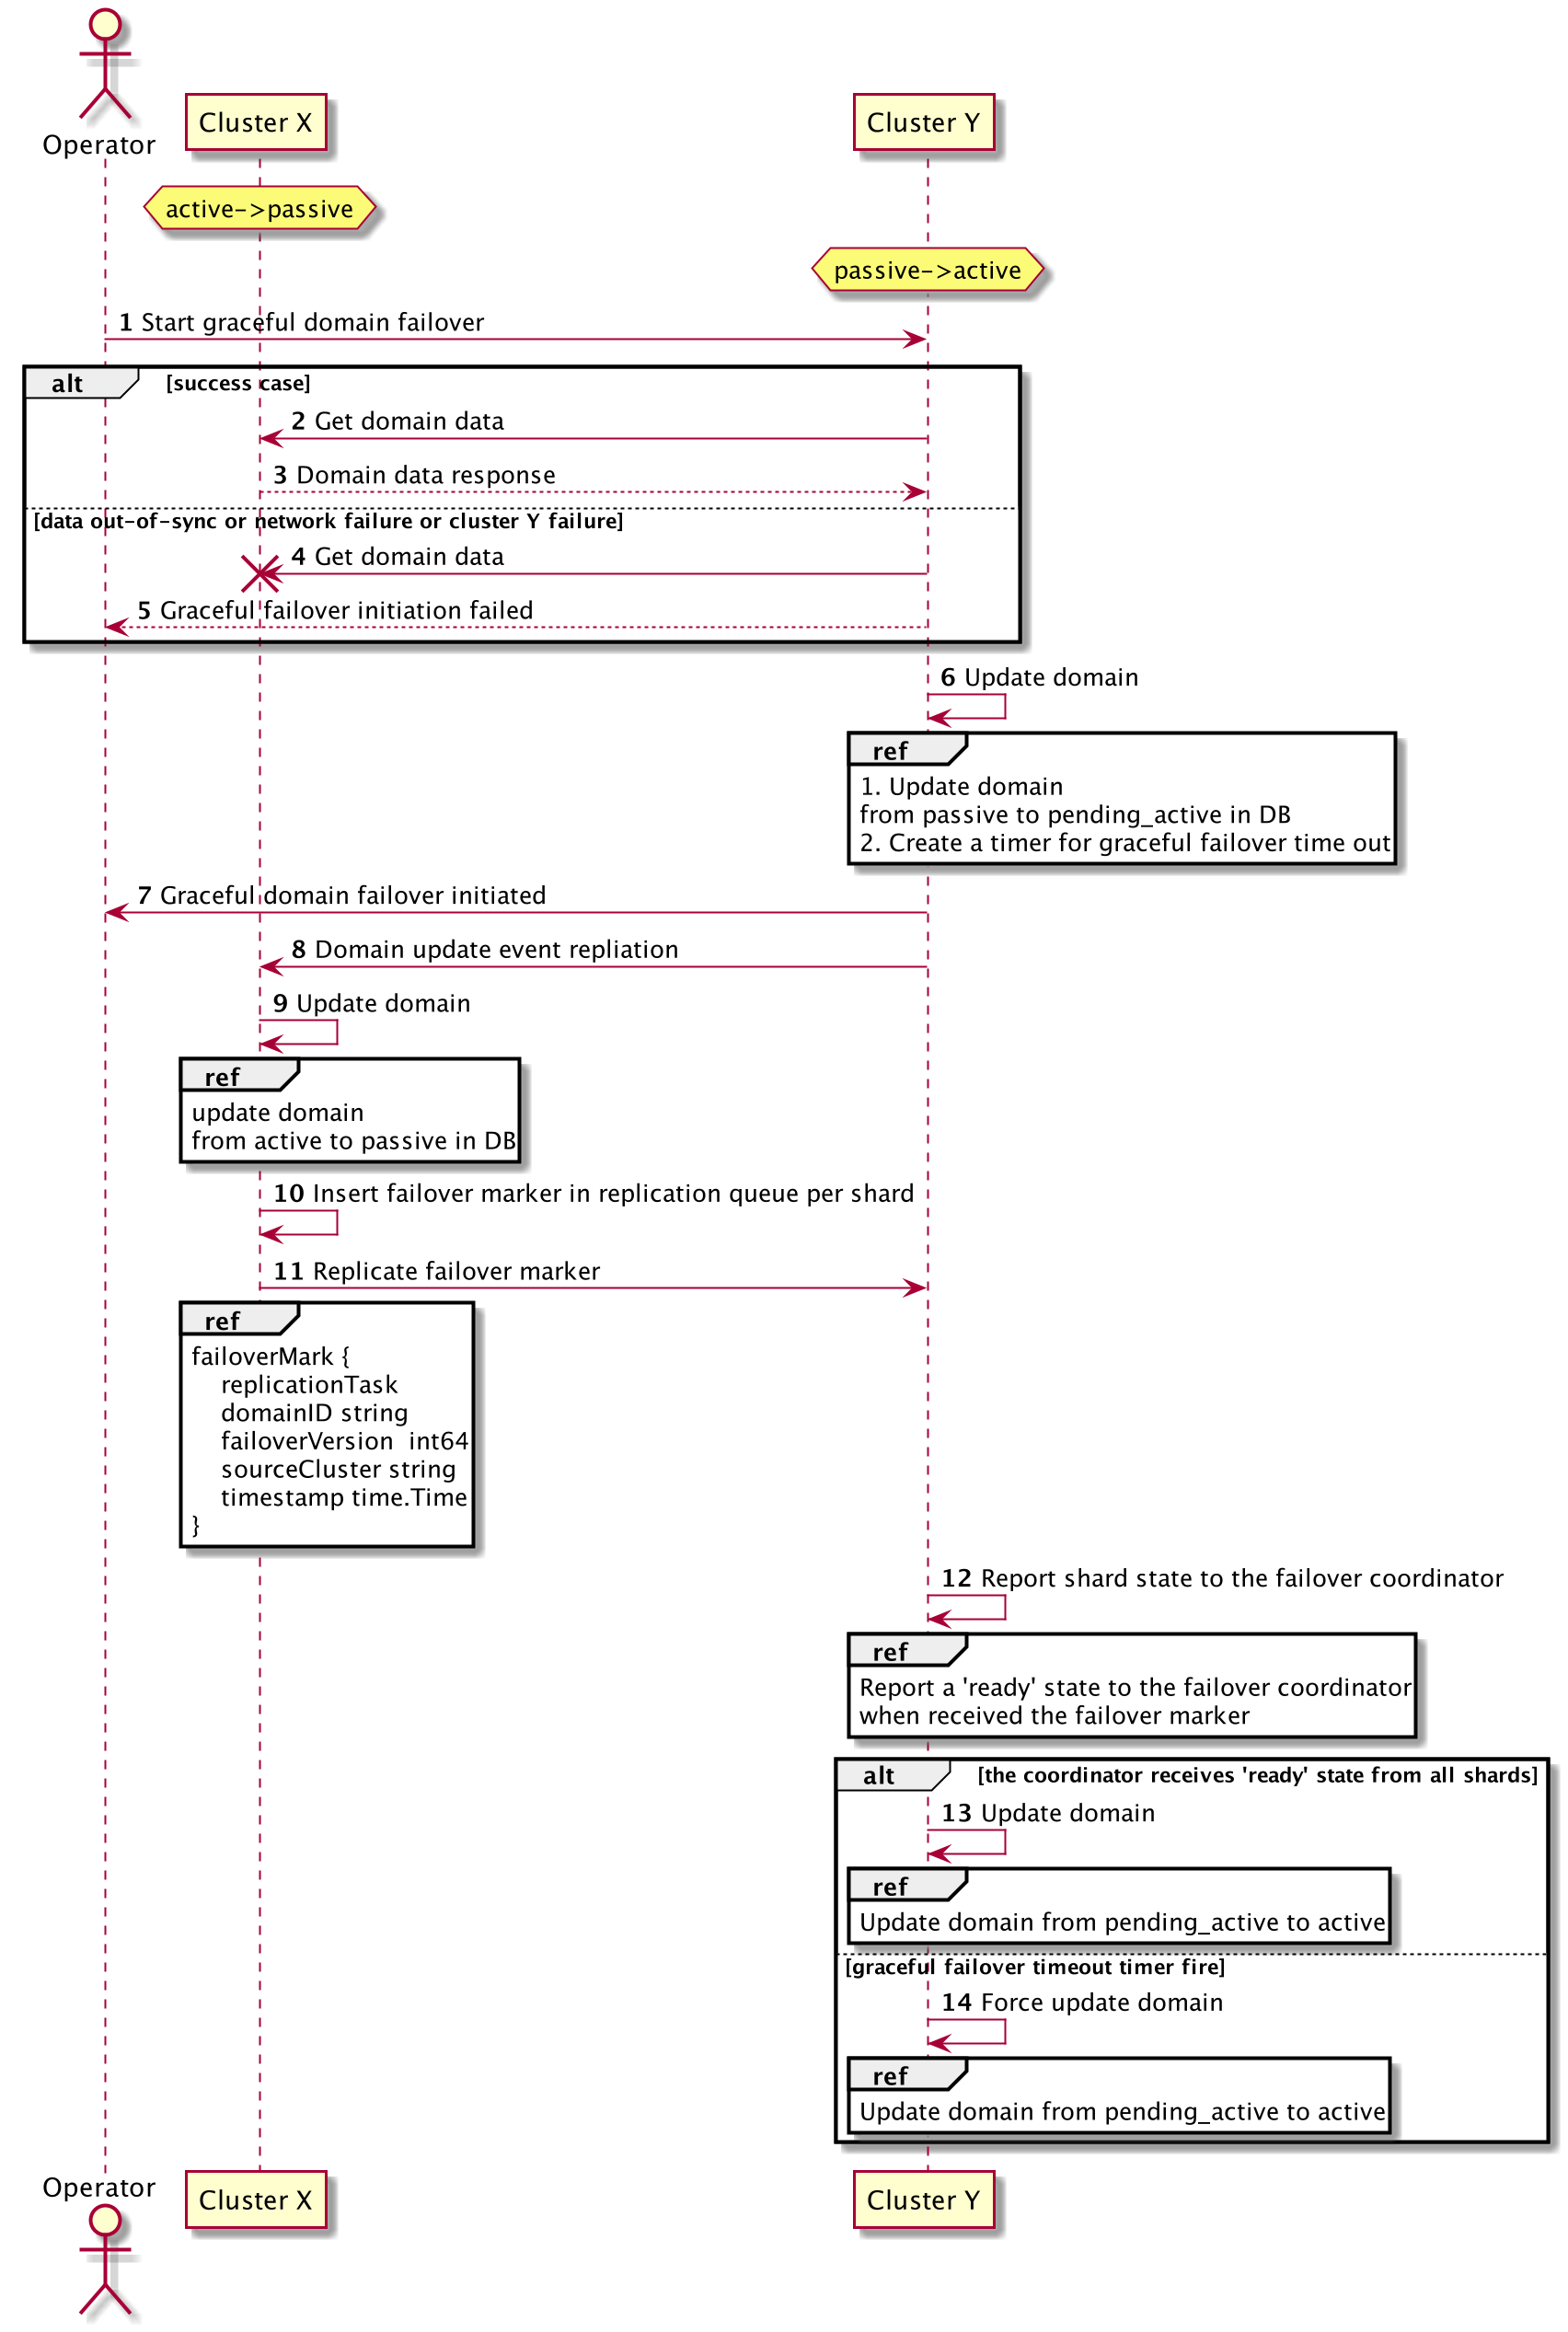 Operator
Cluster X
Cluster Y
active->passive
passive->active
1 Start graceful domain failover
alt [success case]
2 Get domain data
3 Domain data response
[data out-of-sync or network failure or cluster Y failure]
4 Get domain data
5 Graceful failover initiation failed
6 Update domain
ref
1. Update domain
from passive to pending_active in DB
2. Create a timer for graceful failover time out
7 Graceful domain failover initiated
8 Domain update event repliation
9 Update domain
ref
update domain
from active to passive in DB
10 Insert failover marker in replication queue per shard
11 Replicate failover marker
ref
failoverMark {
replicationTask
domainID string
failoverVersion  int64
sourceCluster string
timestamp time.Time
}
12 Report shard state to the failover coordinator
ref
Report a 'ready' state to the failover coordinator
when received the failover marker
alt [the coordinator receives 'ready' state from all shards]
13 Update domain
ref
Update domain from pending_active to active
[graceful failover timeout timer fire]
14 Force update domain
ref
Update domain from pending_active to active
Operator
Cluster X
Cluster Y